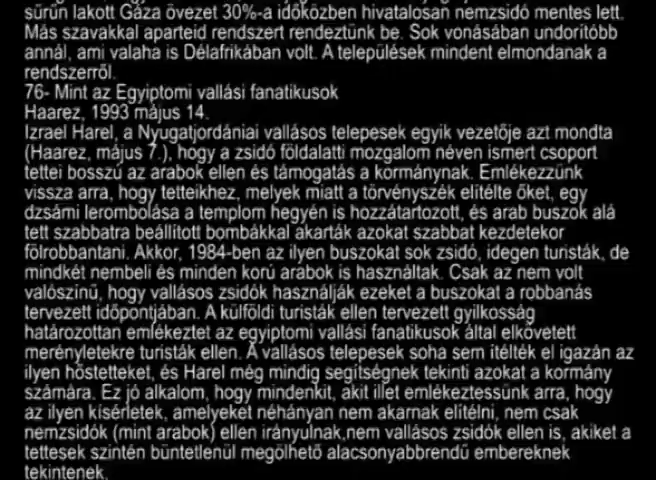 sűrűn lakott Gáza övezet 30%-a időközben hivatalosan nemzsidó mentes lett.
Más szavakkal aparteid rendszert rendeztünk be. Sok vonásában undorítóbb
annál, ami valaha is Délafrikában volt. A települések mindent elmondanak a
rendszerről.
76- Mint az Egyiptomi vallási fanatikusok
Haarez, 1993 május 14.
Izrael Harel, a Nyugatjordániai vallásos telepesek egyik vezetője azt mondta
(Haarez, május 7.), hogy a zsidó földalatti mozgalom néven ismert csoport
tettei bosszú az arabok ellen és támogatás a kormánynak. Emlékezzünk
vissza arra, hogy tetteikhez, melyek miatt a törvényszék elítélte őket, egy
dzsámi lerombolása a templom hegyén is hozzátartozott, és arab buszok alá
tett szabbatra beállított bombákkal akarták azokat szabbat kezdetekor
fölrobbantani. Akkor, 1984-ben az ilyen buszokat sok zsidó, idegen turisták, de
mindkét nembeli és minden korú arabok is használtak. Csak az nem volt
valószínű, hogy vallásos zsidók használják ezeket a buszokat a robbanás
tervezett időpontjában. A külföldi turisták ellen tervezett gyilkosság
határozottan emlékeztet az egyiptomi vallási fanatikusok által elkövetett
merényletekre turisták ellen. A vallásos telepesek soha sem ítélték el igazán az
ilyen hőstetteket, és Harel még mindig segítségnek tekinti azokat a kormány
számára. Ez jó alkalom, hogy mindenkit, akit illet emlékeztessünk arra, hogy
az ilyen kísérletek, amelyeket néhányan nem akarnak elítélni, nem csak
nemzsidók (mint arabok) ellen irányulnak,nem vallásos zsidók ellen is, akiket a
tettesek szintén büntetlenül megölhető alacsonyabbrendű embereknek
tekintenek.